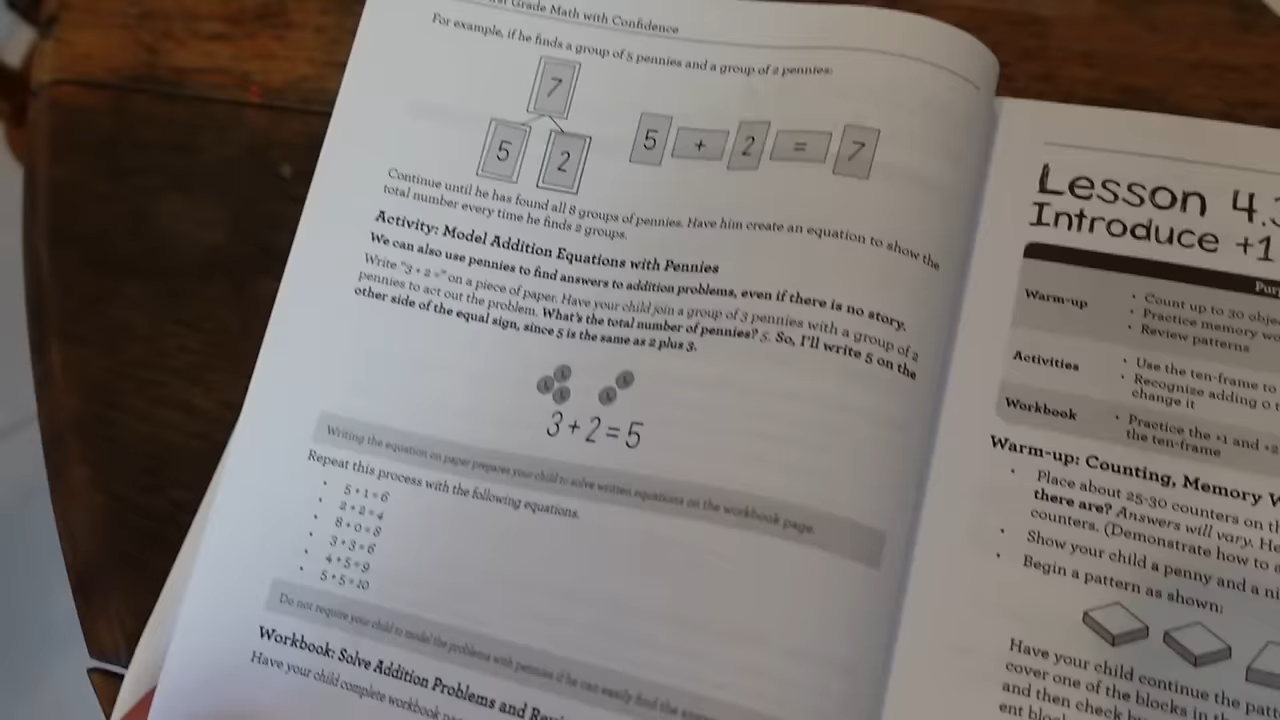 Grade Math with Confidence
For example, if he finds a group of 5 pennies and a group of 2 pennies:
7
5 2
5 + 2 = 7
Continue until he has found all 8 groups of pennies. Have him create an equation to show the
total number every time he finds 2 groups.
Activity: Model Addition Equations with Pennies
We can also use pennies to find answers to addition problems, even if there is no story.
Write "3 + 2 =" on a piece of paper. Have your child join a group of 3 pennies with a group of 2
pennies to act out the problem. What's the total number of pennies? 5. So, I'll write 5 on the
other side of the equal sign, since 5 is the same as 2 plus 3.
3 + 2 = 5
Writing the equation on paper prepares your child to solve written equations on the workbook page.
Repeat this process with the following equations.
• 5 + 1 = 6
• 2 + 2 = 4
• 8 + 0 = 8
• 3 + 3 = 6
• 4 + 5 = 9
• 5 + 5 = 10
Do not require your child to model the problems with pennies if he can easily find the
Workbook: Solve Addition Problems and
Have your child complete workbook
Lesson 4.
Introduce +1
Warm-up
• Count up to 30
• Practice memory
• Review patterns
Activities
• Use the ten-frame to
• Recognize adding 0
change it
Workbook
• Practice the +1 and +2
the ten-frame
Warm-up: Counting, Memory
• Place about 25-30 counters on
there are? Answers will vary.
counters. (Demonstrate how to
• Show your child a penny and a
• Begin a pattern as shown:
Have your child continue the
cover one of the blocks in
and then check